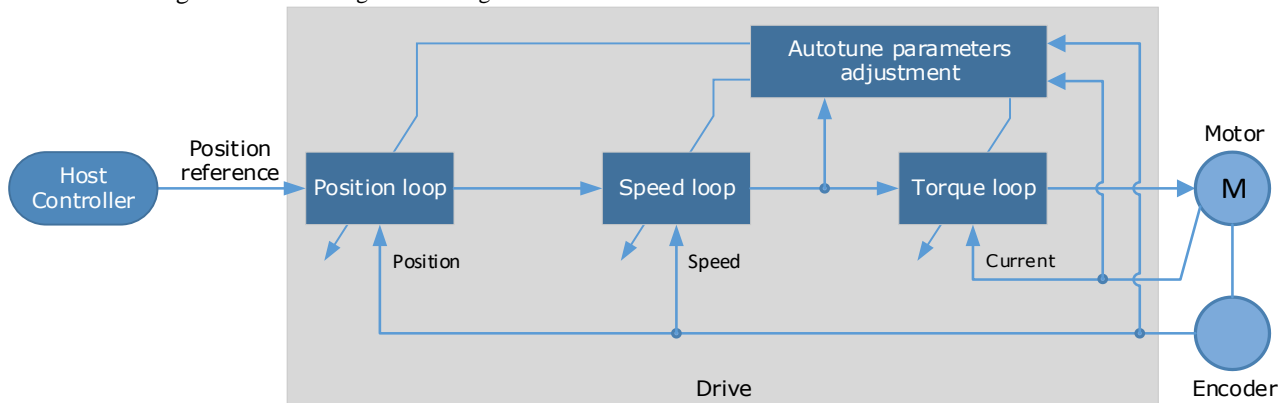 Autotune parameters
adjustment
Motor
Position
reference
Host
Controller
Position loop
Speed loop
Torque loop
M
Position
Speed
Current
Drive
Encoder